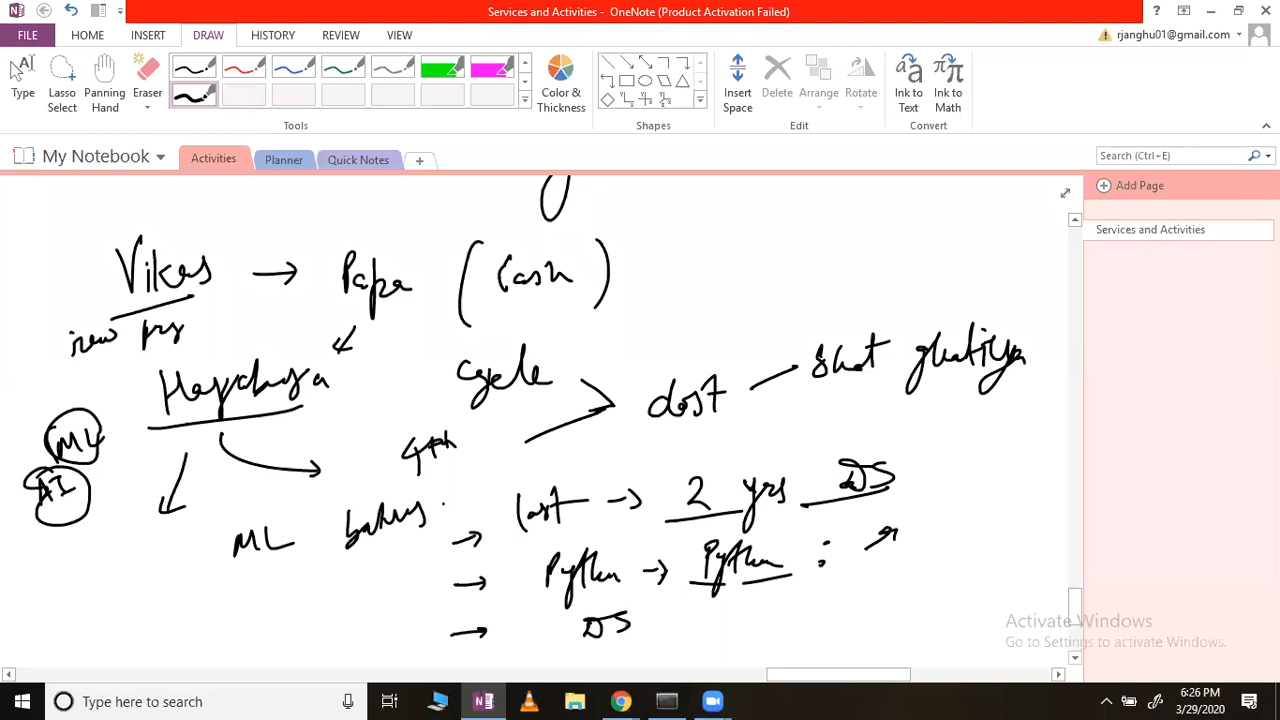 Services and Activities - OneNote (Product Activation Failed)
FILE HOME INSERT DRAW HISTORY REVIEW VIEW
rjanghu01@gmail.com
Type Lasso Select Panning Hand Eraser Color & Thickness Insert Space Delete Arrange Rotate Ink to Text Ink to Math
Tools Shapes Edit Convert
My Notebook Activities Planner Quick Notes
Search (Ctrl+E)
Add Page
Services and Activities
Vikas → Papa (Cash)
new
cycle dost shot ghatiya
ML
AI
last → 2 yrs DS
ML
→ Python → Python :
→ DS
Activate Windows
Go to Settings to activate Windows.
Type here to search
6:26 PM
3/29/2020